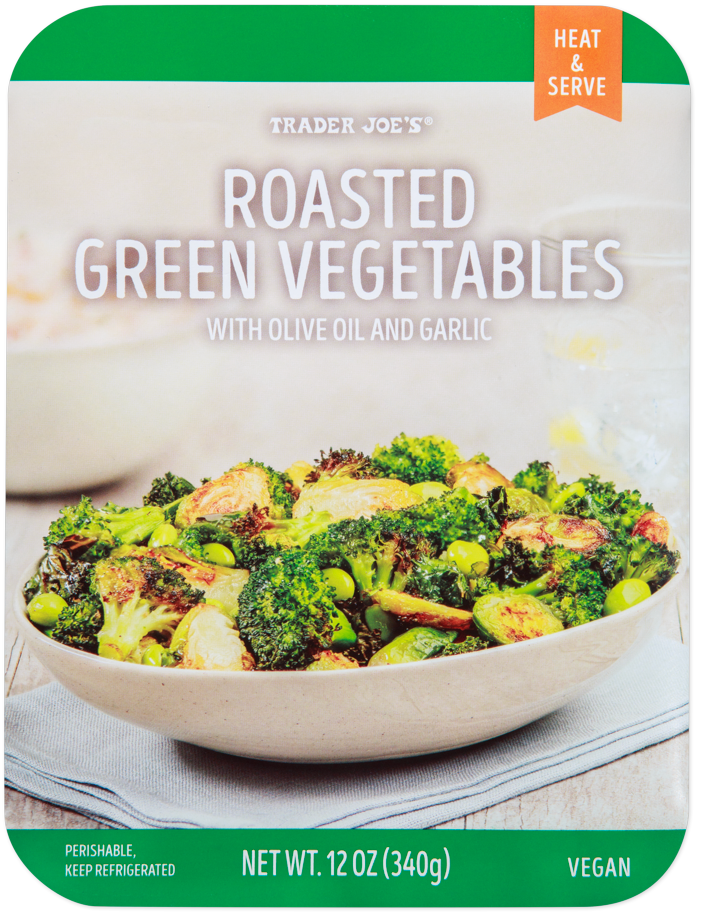 HEAT
&
SERVE
TRADER JOE'S®
ROASTED
GREEN VEGETABLES
WITH OLIVE OIL AND GARLIC
PERISHABLE,
KEEP REFRIGERATED
NET WT. 12 OZ (340g)
VEGAN